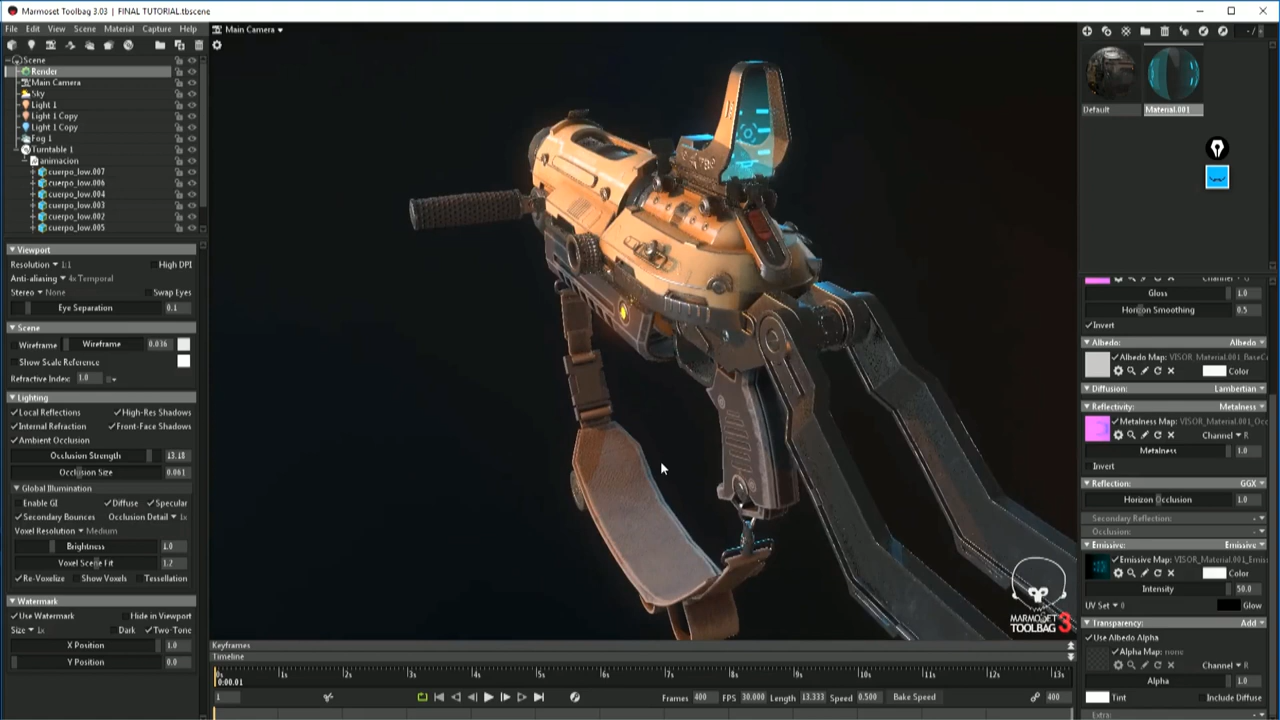 Marmoset Toolbag 3.03 | FINAL TUTORIAL.tbscene
File Edit View Scene Material Capture Help
Main Camera
Scene
Render
Main Camera
Sky
Light 1
Light 1 Copy
Light 1 Copy
Fog 1
Turntable 1
animacion
cuerpo_low.007
cuerpo_low.006
cuerpo_low.004
cuerpo_low.003
cuerpo_low.002
cuerpo_low.005
Viewport
Resolution 1:1 High DPI
Anti-aliasing 4x Temporal
Stereo None Swap Eyes
Eye Separation 0.1
Scene
Wireframe Wireframe 0.036
Show Scale Reference
Refractive Index: 1.0
Lighting
Local Reflections High-Res Shadows
Internal Refraction Front-Face Shadows
Ambient Occlusion
Occlusion Strength 13.18
Occlusion Size 0.061
Global Illumination
Enable GI Diffuse Specular
Secondary Bounces Occlusion Detail 1x
Voxel Resolution Medium
Brightness 1.0
Voxel Scene Fit 1.2
Re-Voxelize Show Voxels Tessellation
Watermark
Use Watermark Hide in Viewport
Size 1x Dark Two-Tone
X Position 1.0
Y Position 0.0
MARMOSET
TOOLBAG 3
Keyframes
Timeline
0s 1s 2s 3s 4s 5s 6s 7s 8s 9s 10s 11s 12s 13s
0:00.01
1 Frames 400 FPS 30.000 Length 13.333 Speed 0.500 Bake Speed 400
Default Material.001
Gloss 1.0
Horizon Smoothing 0.5
Invert
Albedo: Albedo
Albedo Map: VISOR_Material.001_BaseC
Color
Diffusion: Lambertian
Reflectivity: Metalness
Metalness Map: VISOR_Material.001_Oc
Channel R
Metalness 1.0
Invert
Reflection: GGX
Horizon Occlusion 1.0
Secondary Reflection:
Occlusion:
Emissive: Emissive
Emissive Map: VISOR_Material.001_Emis
Color
Intensity 50.0
UV Set 0 Glow
Transparency: Add
Use Albedo Alpha
Alpha Map: none
Channel R
Alpha 1.0
Tint Include Diffuse
Extra: